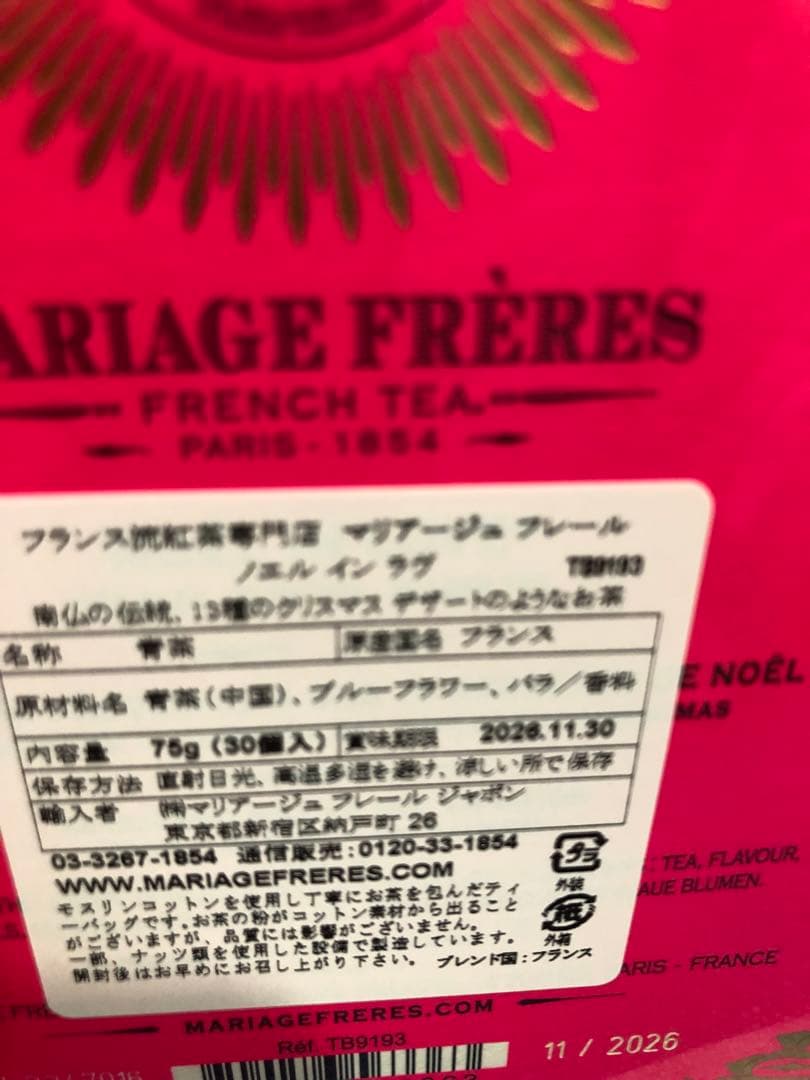 ARIAGE FRÈRES
FRENCH TEA
PARIS - 1854
フランス流紅茶専門店 マリアージュ フレール
ノエル イン ラヴ TB9193
南仏の伝統、13種のクリスマス デザートのようなお茶
名称 青茶 原産国名 フランス
原材料名 青茶(中国)、ブルーフラワー、バラ/香料
内容量 75g(30個入) 賞味期限 2026.11.30
保存方法 直射日光、高温多湿を避け、涼しい所で保存
輸入者 ㈱マリアージュ フレール ジャポン
東京都新宿区納戸町 26
03-3267-1854 通信販売:0120-33-1854
WWW.MARIAGEFRERES.COM
モスリンコットンを使用し丁寧にお茶を包んだティ
ーバッグです。お茶の粉がコットン素材から出ること
がございますが、品質には影響がございません。
一部、ナッツ類を使用した設備で製造しています。
開封後はお早めにお召し上がり下さい。 ブレンド国:フランス
プラ
外装
紙
外箱
E NOËL
MAS
: TEA, FLAVOUR,
AUE BLUMEN.
ARIS - FRANCE
MARIAGEFRERES.COM
Réf. TB9193
11 / 2026